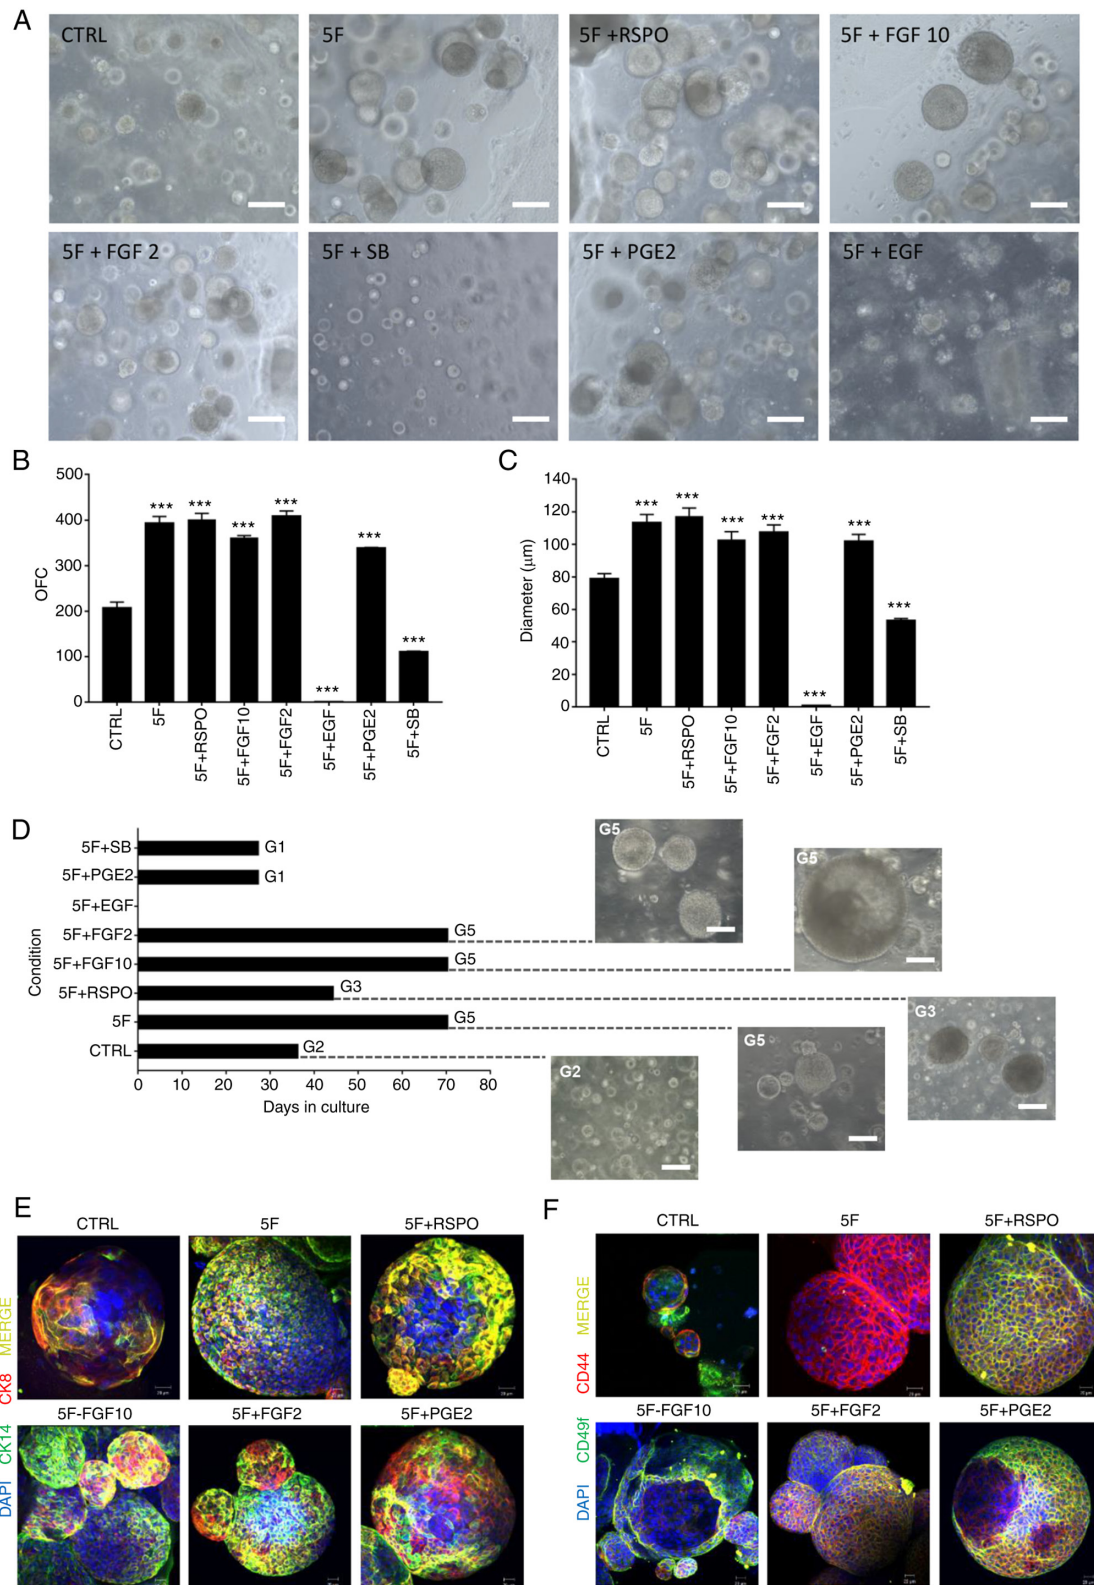 A
CTRL
5F
5F +RSPO
5F + FGF 10
5F + FGF 2
5F + SB
5F + PGE2
5F + EGF
B
500
400
300
200
100
0
OFC
***
***
***
***
***
***
***
CTRL
5F
5F+RSPO
5F+FGF10
5F+FGF2
5F+EGF
5F+PGE2
5F+SB
C
140
120
100
80
60
40
20
0
Diameter (μm)
***
***
***
***
***
***
***
CTRL
5F
5F+RSPO
5F+FGF10
5F+FGF2
5F+EGF
5F+PGE2
5F+SB
D
Condition
5F+SB
G1
5F+PGE2
G1
5F+EGF
5F+FGF2
G5
5F+FGF10
G5
5F+RSPO
G3
5F
G5
CTRL
G2
0 10 20 30 40 50 60 70 80
Days in culture
G5
G5
G3
G5
G2
E
CTRL
5F
5F+RSPO
5F-FGF10
5F+FGF2
5F+PGE2
DAPI CK14 CK8 MERGE
F
CTRL
5F
5F+RSPO
5F-FGF10
5F+FGF2
5F+PGE2
DAPI CD49f CD44 MERGE